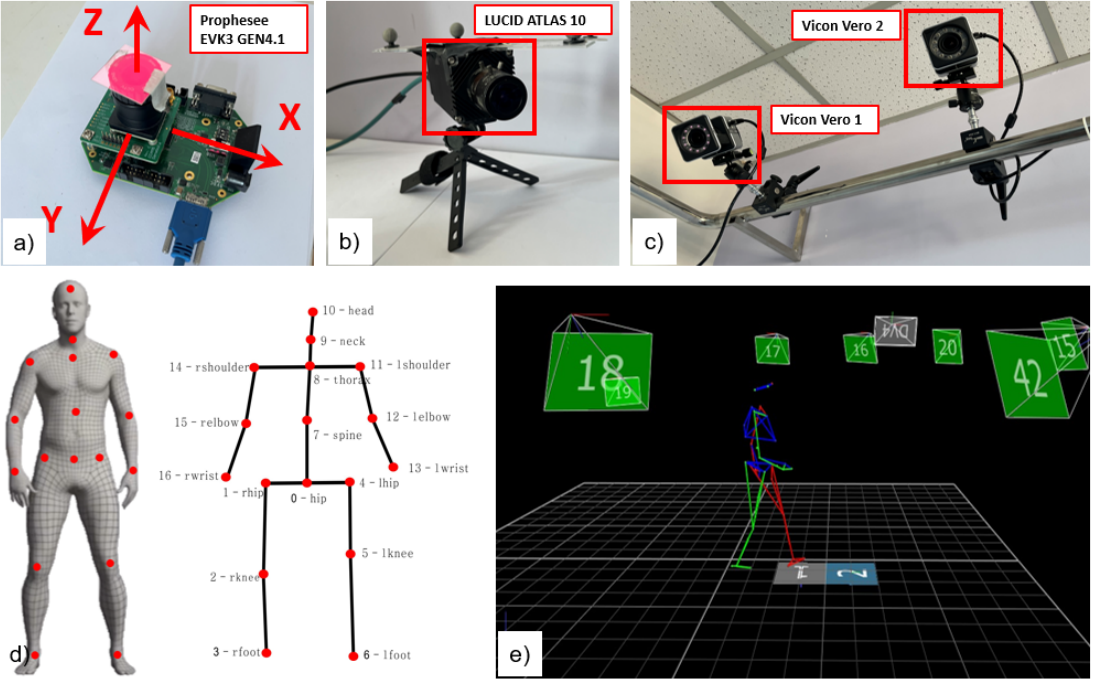 Z
Prophesee
EVK3 GEN4.1
X
Y
a)
LUCID ATLAS 10
b)
Vicon Vero 2
Vicon Vero 1
c)
10 - head
9 - neck
14 - rshoulder
11 - lshoulder
8 - thorax
15 - relbow
12 - lelbow
7 - spine
13 - lwrist
16 - rwrist
1 - rhip
4 - lhip
0 - hip
5 - lknee
2 - rknee
3 - rfoot
6 - lfoot
d)
18
19
17
16
DV4
20
42
15
1
2
e)